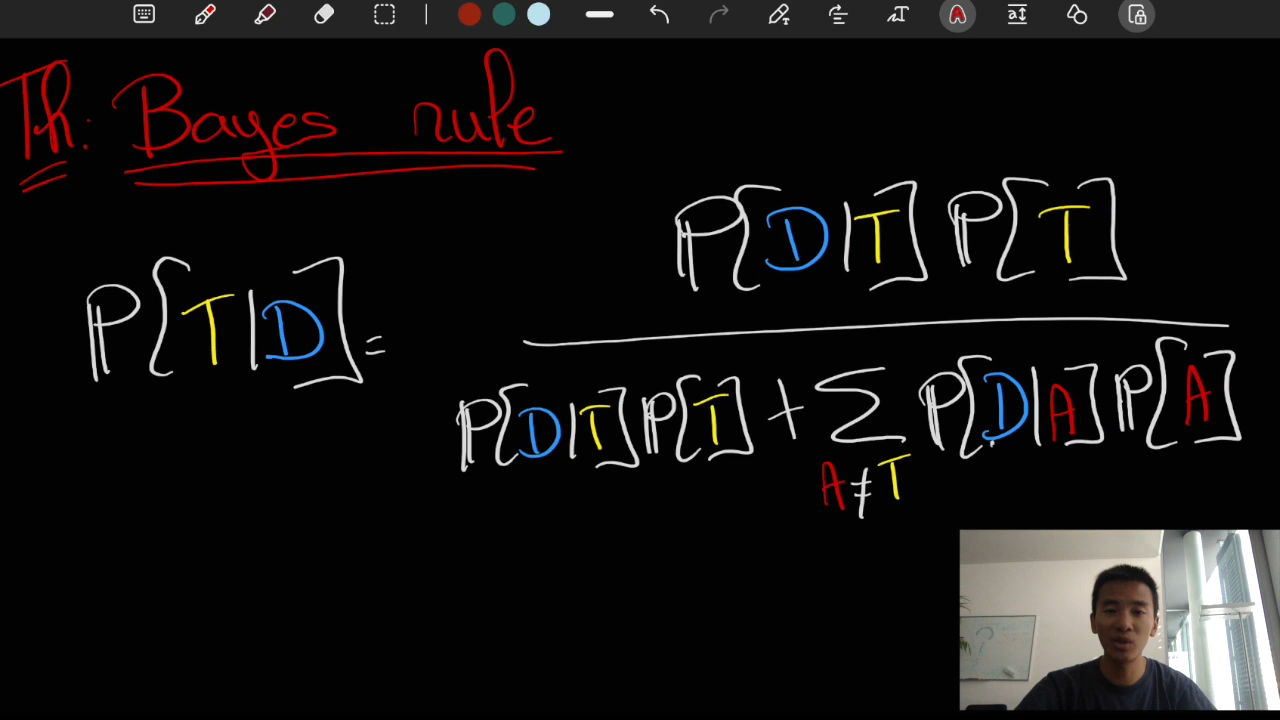 Th: Bayes rule
P[D|T] P[T]
P[T|D] =
P[D|T]P[T] + ∑ P[D|A]P[A]
A≠T